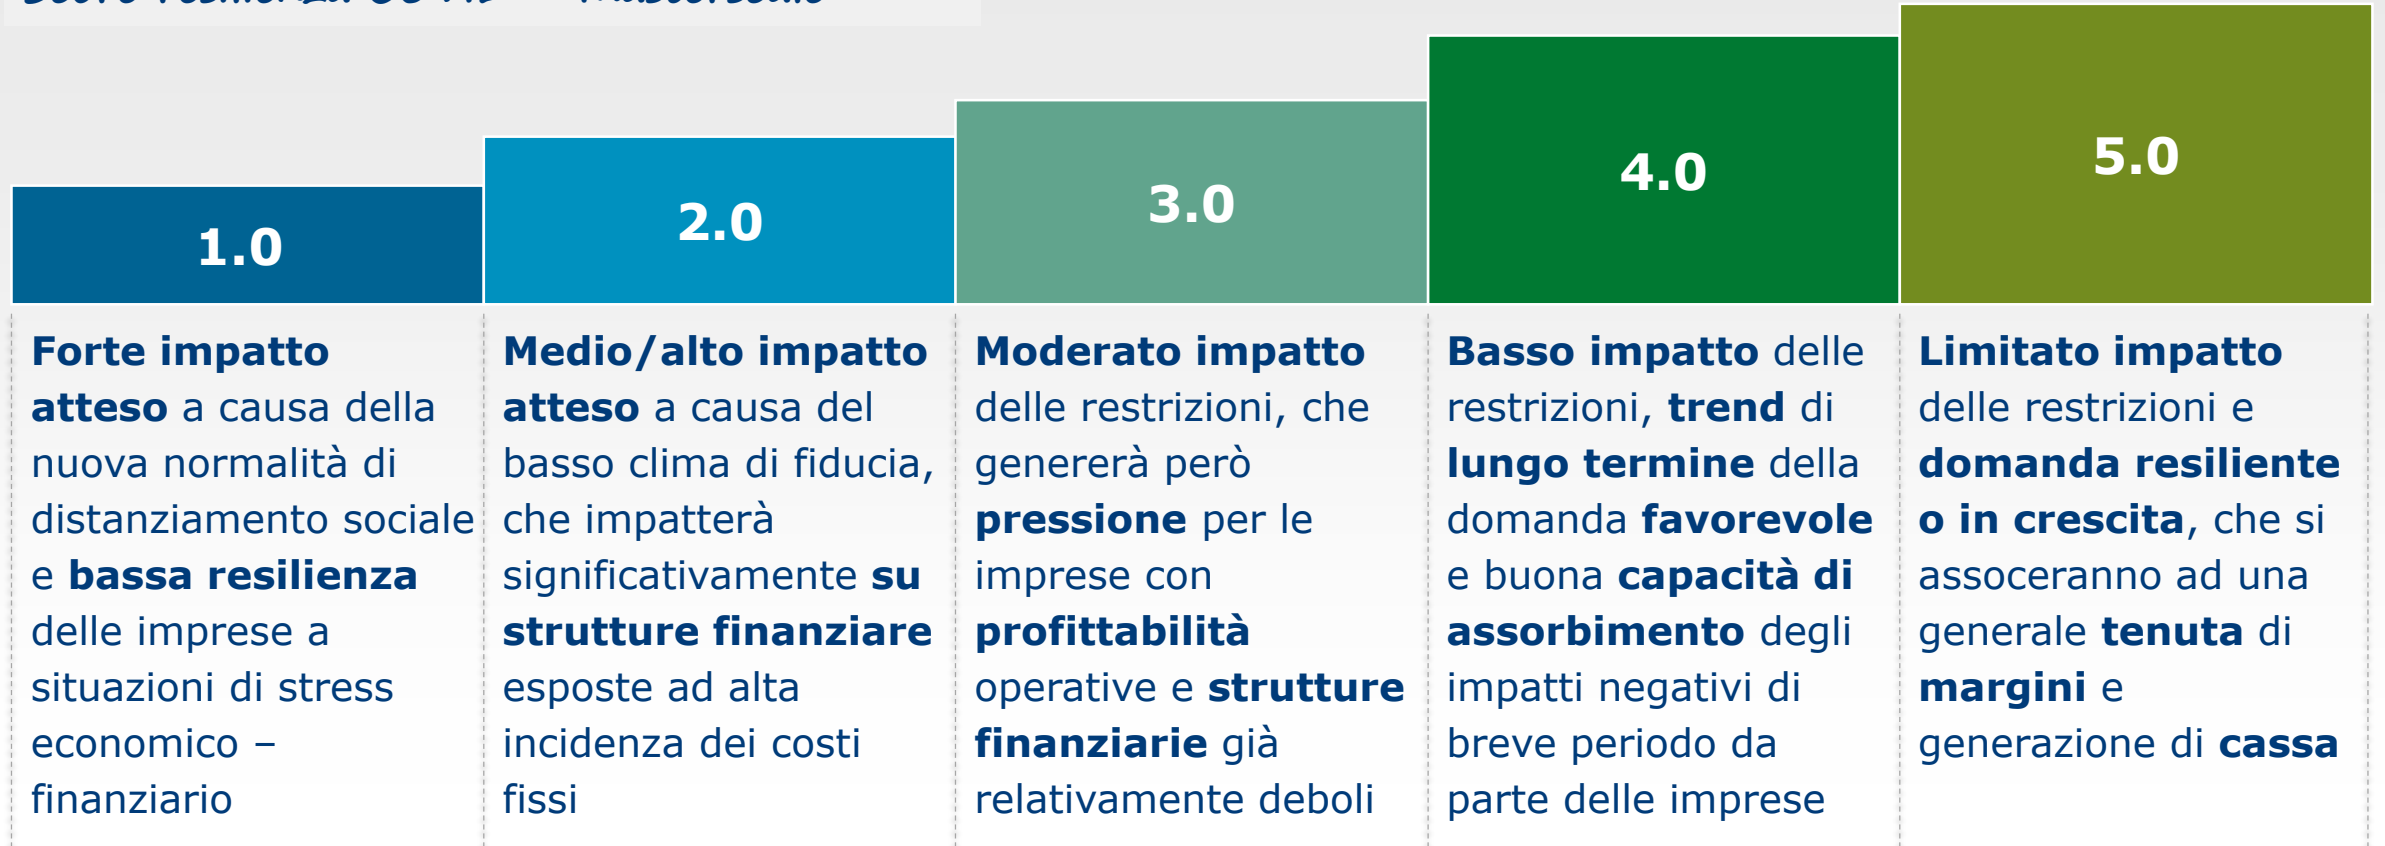 1.0
2.0
3.0
4.0
5.0
Forte impatto
atteso a causa della
nuova normalità di
distanziamento sociale
e bassa resilienza
delle imprese a
situazioni di stress
economico –
finanziario
Medio/alto impatto
atteso a causa del
basso clima di fiducia,
che impatterà
significativamente su
strutture finanziare
esposte ad alta
incidenza dei costi
fissi
Moderato impatto
delle restrizioni, che
genererà però
pressione per le
imprese con
profittabilità
operative e strutture
finanziarie già
relativamente deboli
Basso impatto delle
restrizioni, trend di
lungo termine della
domanda favorevole
e buona capacità di
assorbimento degli
impatti negativi di
breve periodo da
parte delle imprese
Limitato impatto
delle restrizioni e
domanda resiliente
o in crescita, che si
assoceranno ad una
generale tenuta di
margini e
generazione di cassa